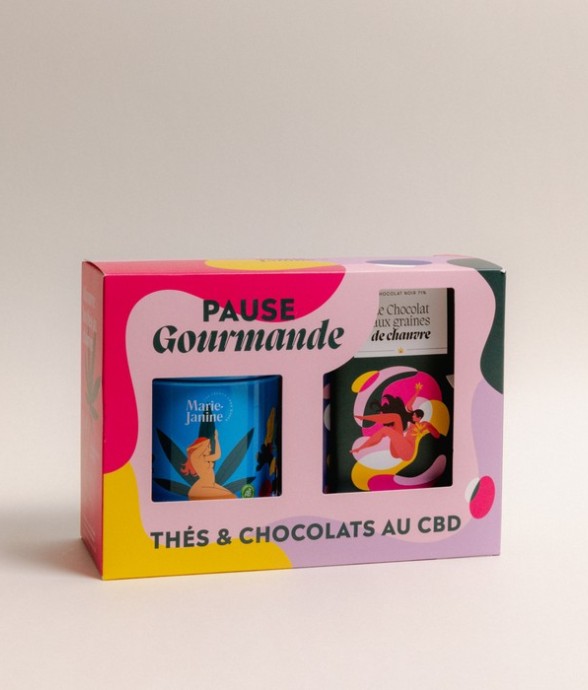 PAUSE
Gourmande
CHOCOLAT NOIR 71%
Le Chocolat
aux graines
de chanvre
Marie-
Janine
THÉS & CHOCOLATS AU CBD